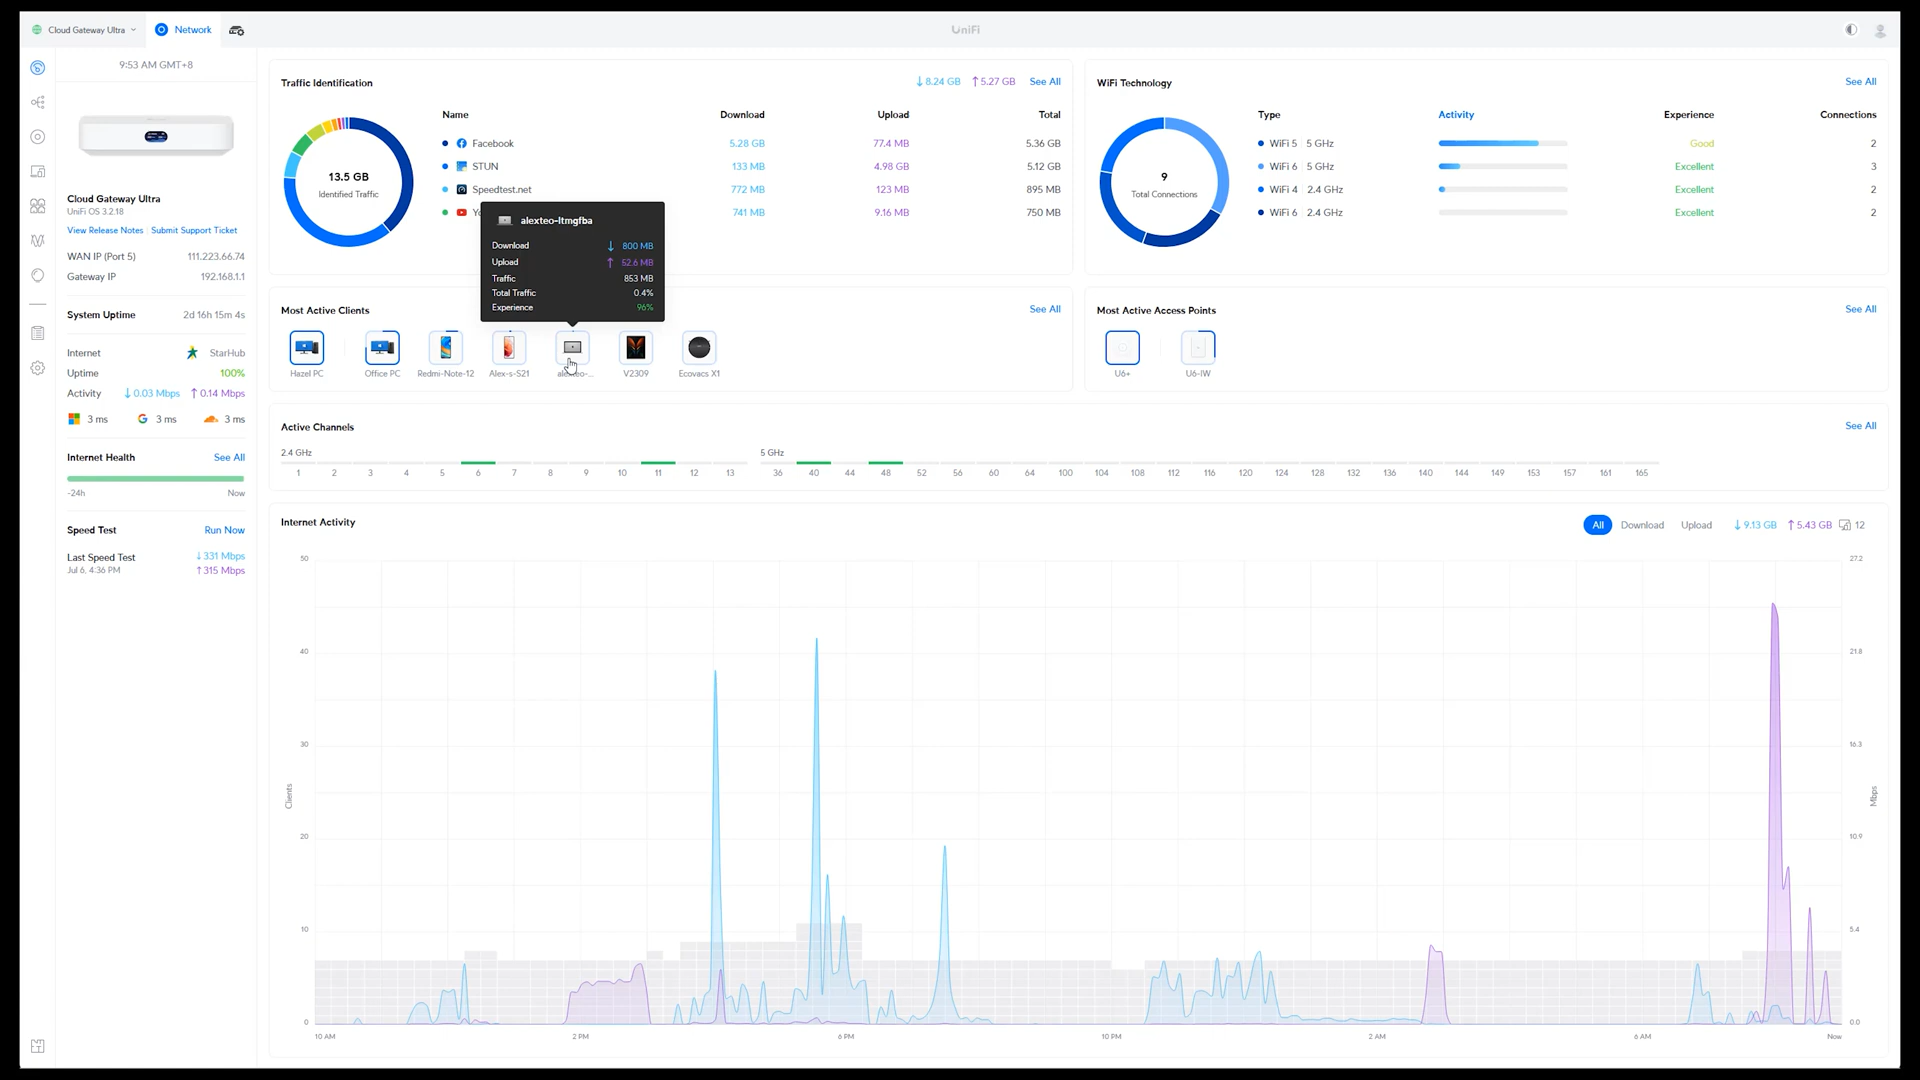 Cloud Gateway Ultra
Network
UniFi
9:53 AM GMT+8
Cloud Gateway Ultra
UniFi OS 3.2.18
View Release Notes | Submit Support Ticket
WAN IP (Port 5) 111.223.66.74
Gateway IP 192.168.1.1
System Uptime 2d 16h 15m 4s
Internet StarHub
Uptime 100%
Activity ↓ 0.03 Mbps ↑ 0.14 Mbps
3 ms 3 ms 3 ms
Internet Health See All
-24h Now
Speed Test Run Now
Last Speed Test ↓331 Mbps
Jul 6, 4:36 PM ↑315 Mbps
Traffic Identification ↓ 8.24 GB ↑ 5.27 GB See All
13.5 GB
Identified Traffic
Name Download Upload Total
Facebook 5.28 GB 77.4 MB 5.36 GB
STUN 133 MB 4.98 GB 5.12 GB
Speedtest.net 772 MB 123 MB 895 MB
Yo 741 MB 9.16 MB 750 MB
alexteo-ltmgfba
Download ↓ 800 MB
Upload ↑ 52.6 MB
Traffic 853 MB
Total Traffic 0.4%
Experience 96%
WiFi Technology See All
9
Total Connections
Type Activity Experience Connections
WiFi 5 | 5 GHz Good 2
WiFi 6 | 5 GHz Excellent 3
WiFi 4 | 2.4 GHz Excellent 2
WiFi 6 | 2.4 GHz Excellent 2
Most Active Clients See All
Hazel PC Office PC Redmi-Note-12 Alex-s-S21 V2309 Ecovacs X1
Most Active Access Points See All
U6+ U6-IW
Active Channels See All
2.4 GHz
1 2 3 4 5 6 7 8 9 10 11 12 13
5 GHz
36 40 44 48 52 56 60 64 100 104 108 112 116 120 124 128 132 136 140 144 149 153 157 161 165
Internet Activity
All Download Upload ↓ 9.13 GB ↑ 5.43 GB 12
50 27.2
40 21.8
30 16.3
Clients Mbps
20 10.9
10 5.4
0 0.0
10 AM 2 PM 6 PM 10 PM 2 AM 6 AM Now